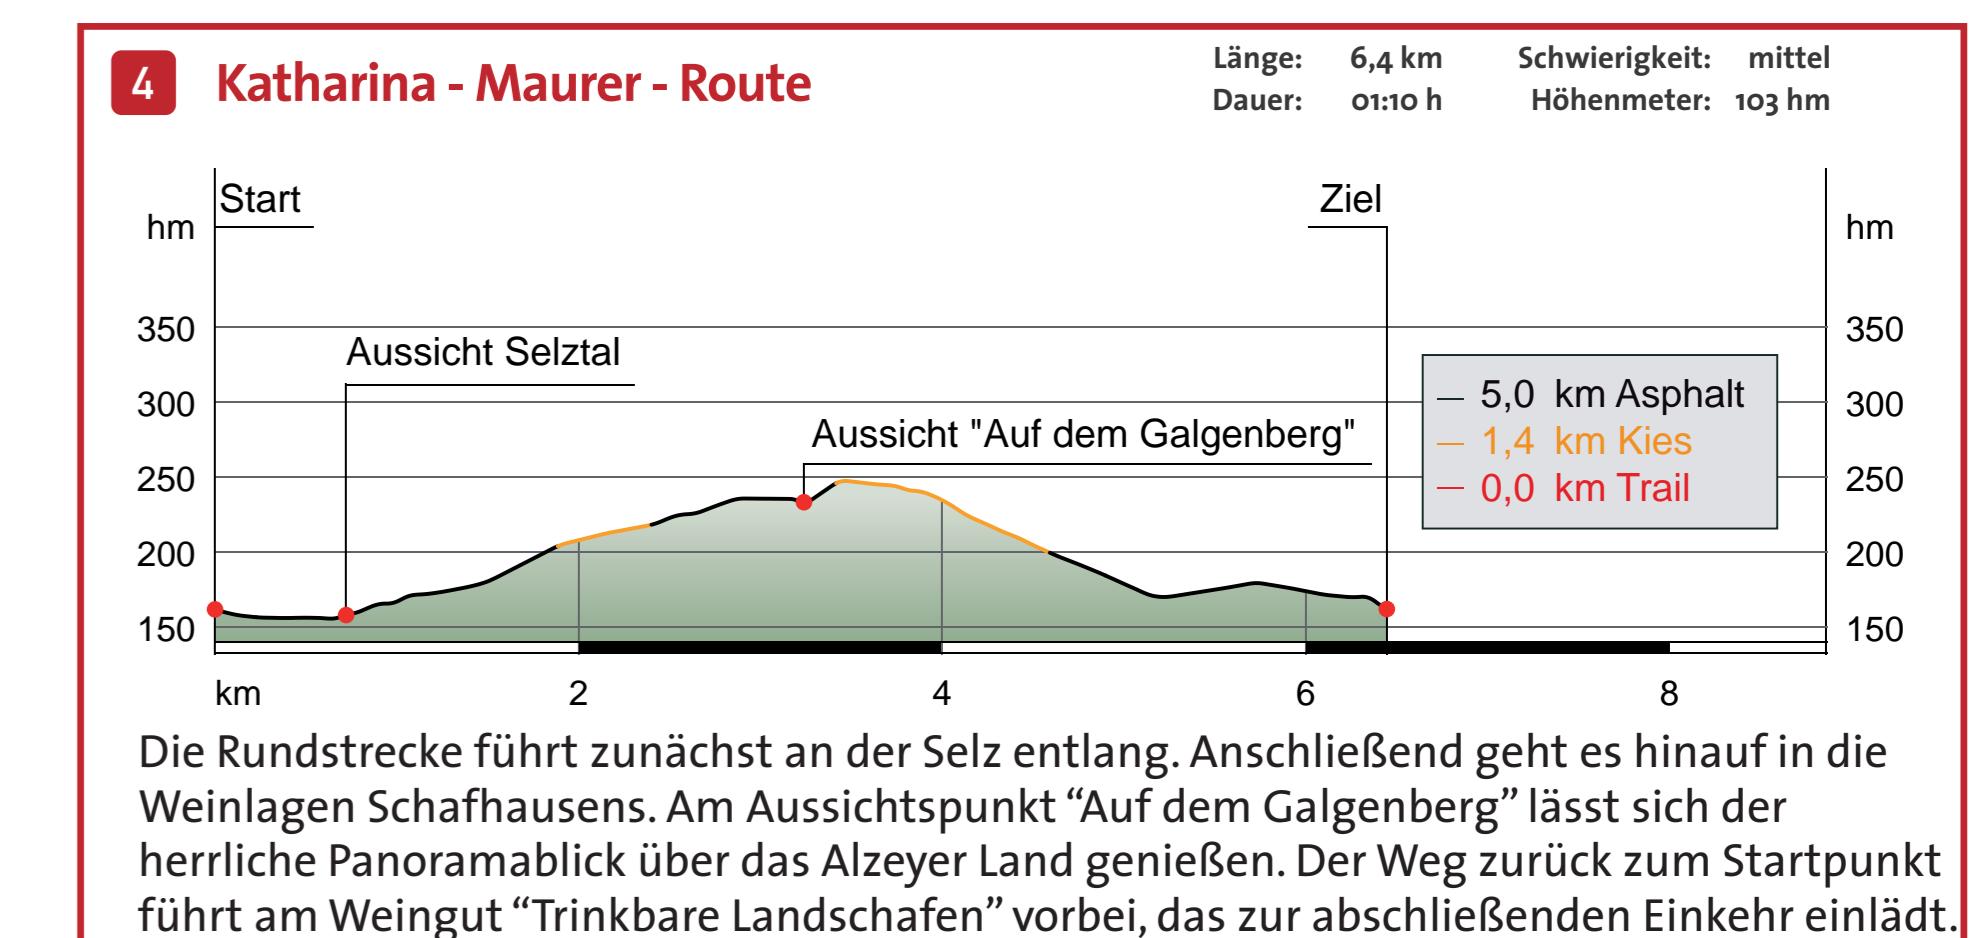 4 Katharina - Maurer - Route
Länge: 6,4 km Schwierigkeit: mittel
Dauer: 01:10 h Höhenmeter: 103 hm
Start Ziel
hm hm
350 350
Aussicht Selztal
300 300
5,0 km Asphalt
Aussicht "Auf dem Galgenberg"
1,4 km Kies
250 250
0,0 km Trail
200 200
150 150
km 2 4 6 8
Die Rundstrecke führt zunächst an der Selz entlang. Anschließend geht es hinauf in die
Weinlagen Schafhausens. Am Aussichtspunkt “Auf dem Galgenberg” lässt sich der
herrliche Panoramablick über das Alzeyer Land genießen. Der Weg zurück zum Startpunkt
führt am Weingut “Trinkbare Landschafen” vorbei, das zur abschließenden Einkehr einlädt.